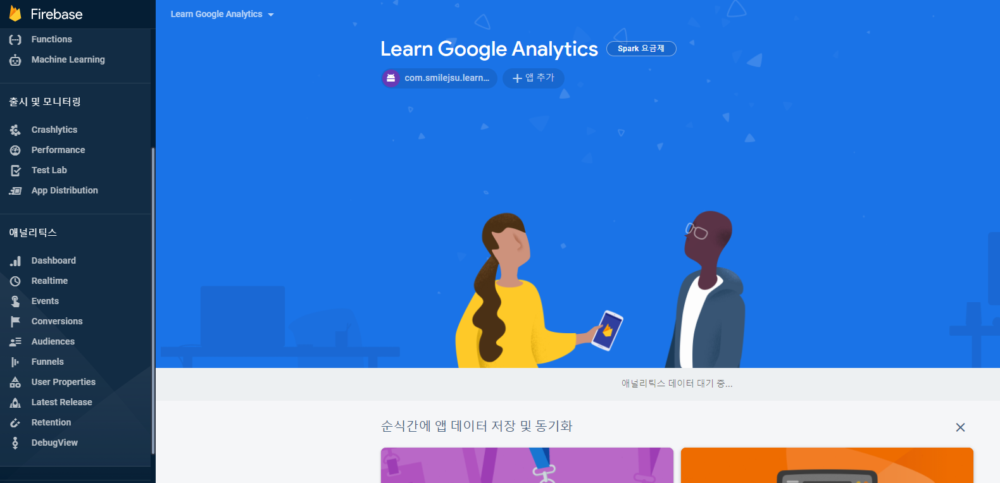 Firebase
Functions
Machine Learning
출시 및 모니터링
Crashlytics
Performance
Test Lab
App Distribution
애널리틱스
Dashboard
Realtime
Events
Conversions
Audiences
Funnels
User Properties
Latest Release
Retention
DebugView
Learn Google Analytics
Learn Google Analytics
Spark 요금제
com.smilejsu.learn...
앱 추가
애널리틱스 데이터 대기 중...
순식간에 앱 데이터 저장 및 동기화